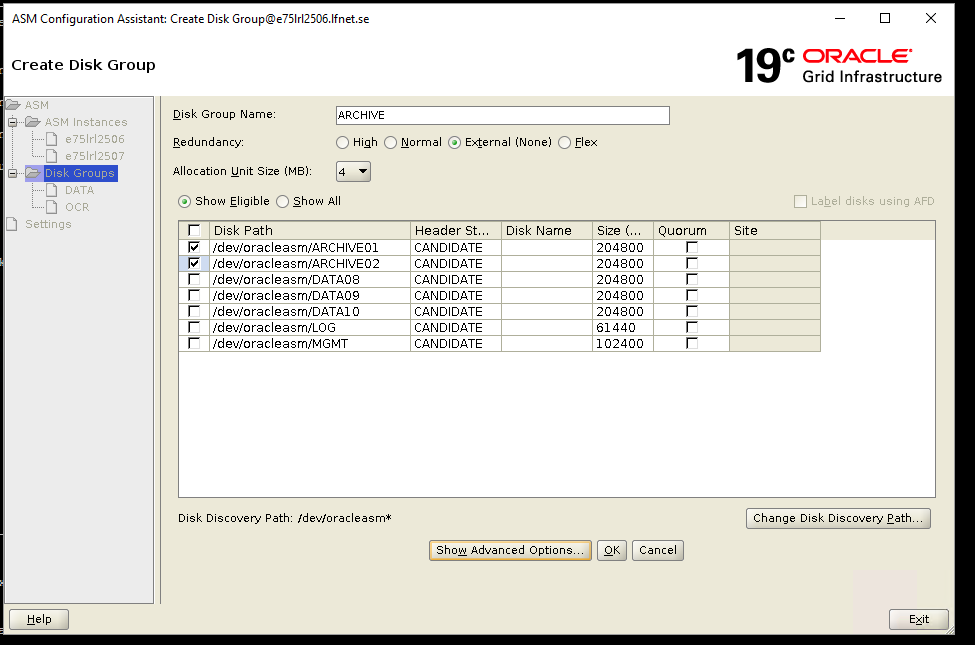 ASM Configuration Assistant: Create Disk Group@e75lrl2506.lfnet.se
Create Disk Group
19c ORACLE
Grid Infrastructure
ASM
ASM Instances
e75lrl2506
e75lrl2507
Disk Groups
DATA
OCR
Settings
Disk Group Name: ARCHIVE
Redundancy: High Normal External (None) Flex
Allocation Unit Size (MB): 4
Show Eligible Show All Label disks using AFD
Disk Path Header St... Disk Name Size (... Quorum Site
/dev/oracleasm/ARCHIVE01 CANDIDATE 204800
/dev/oracleasm/ARCHIVE02 CANDIDATE 204800
/dev/oracleasm/DATA08 CANDIDATE 204800
/dev/oracleasm/DATA09 CANDIDATE 204800
/dev/oracleasm/DATA10 CANDIDATE 204800
/dev/oracleasm/LOG CANDIDATE 61440
/dev/oracleasm/MGMT CANDIDATE 102400
Disk Discovery Path: /dev/oracleasm* Change Disk Discovery Path...
Show Advanced Options... OK Cancel
Help Exit